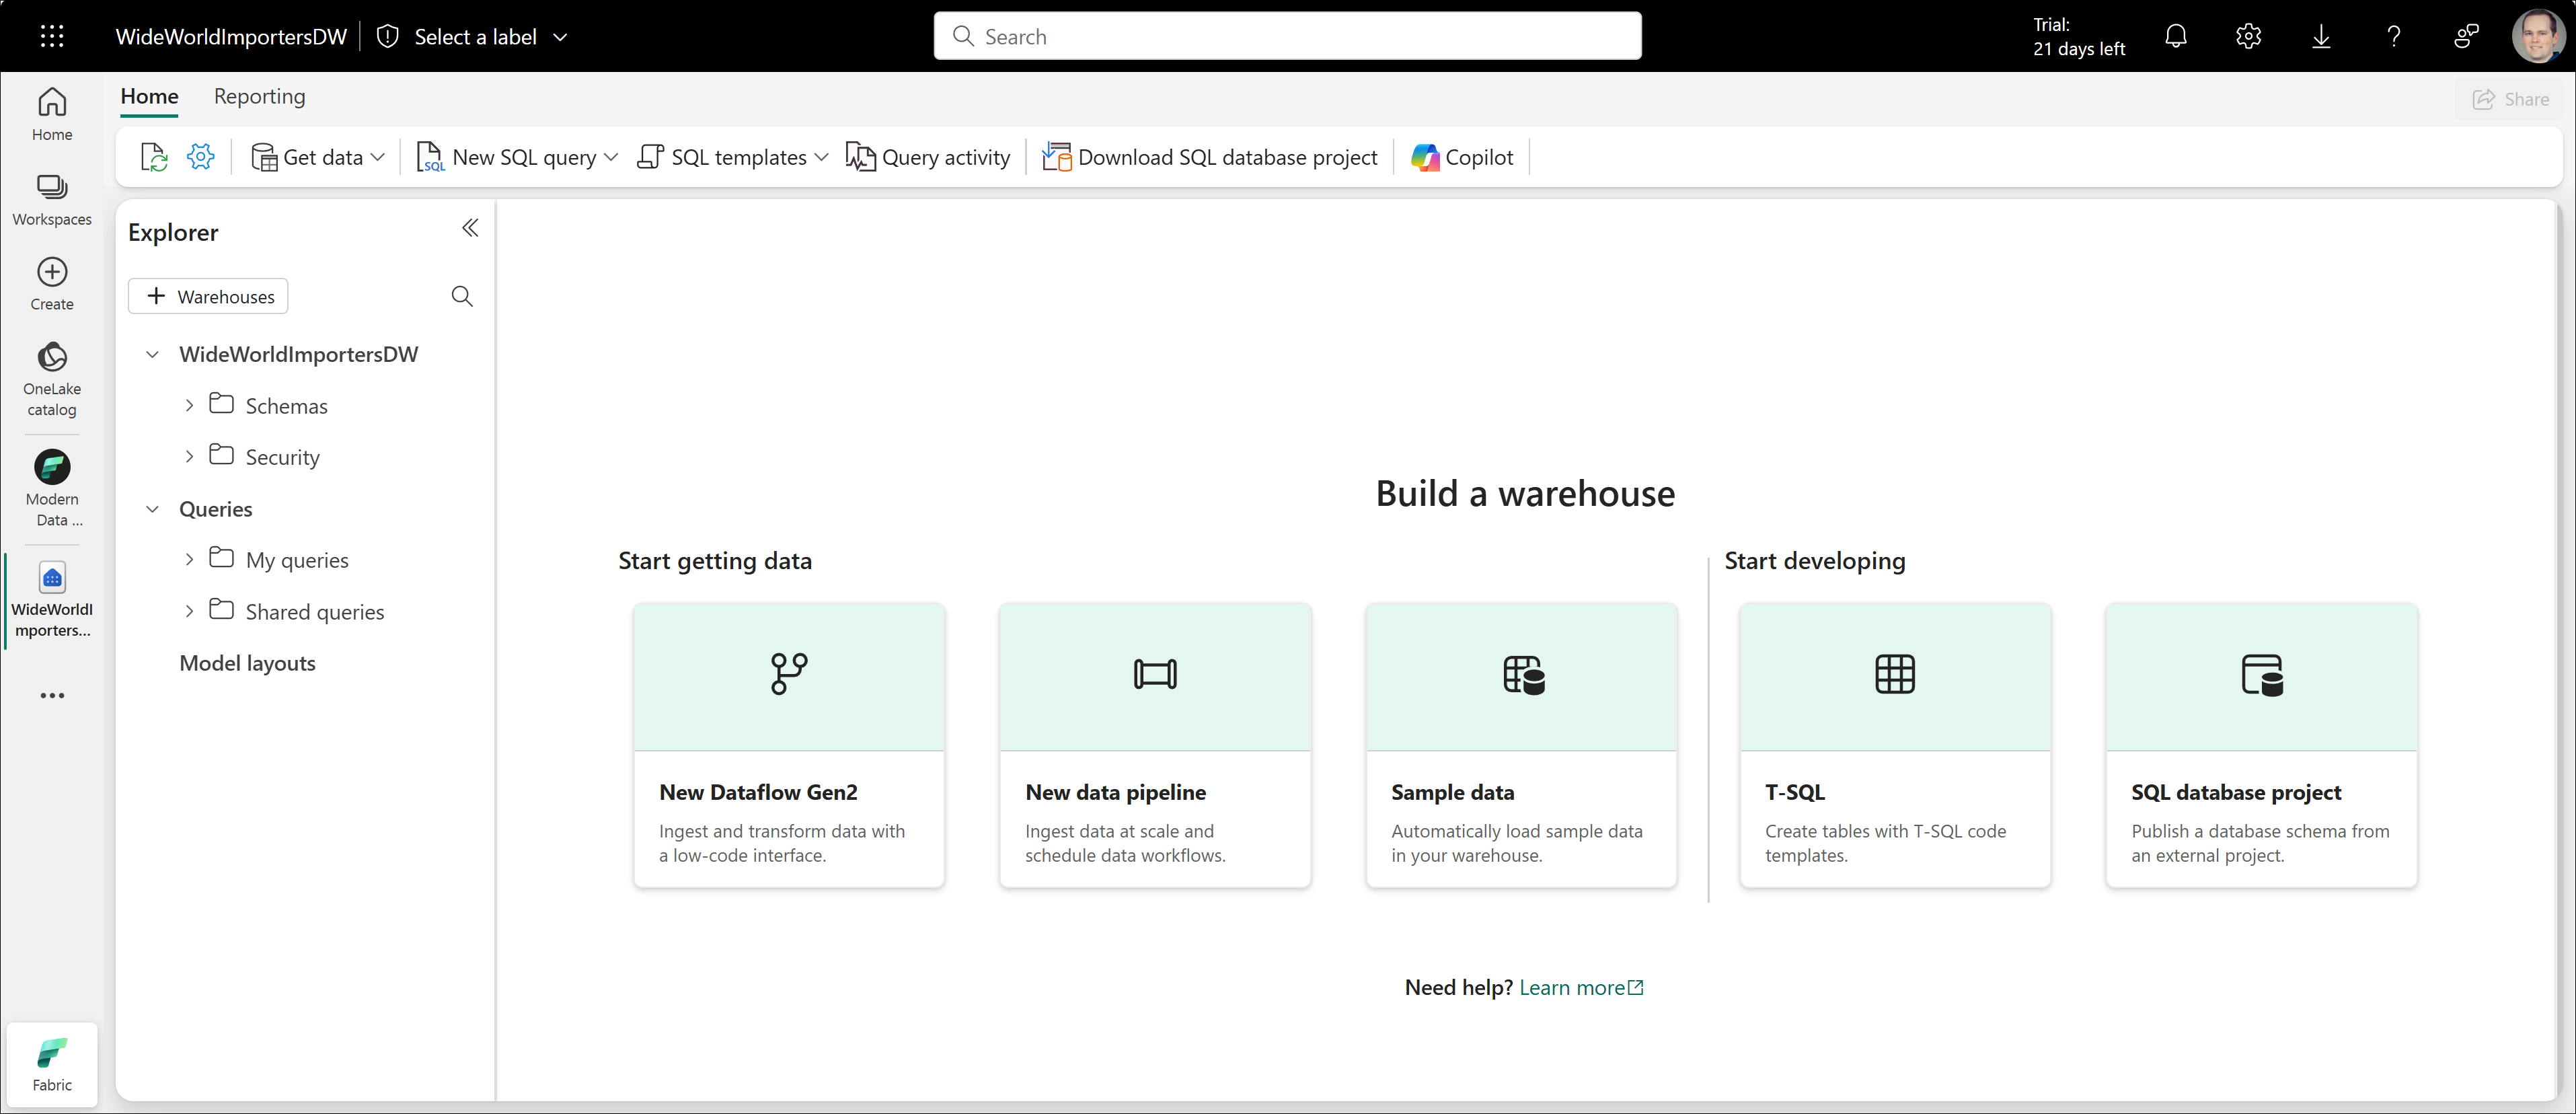 WideWorldImportersDW
Select a label
Search
Trial:
21 days left
Home
Reporting
Share
Get data
New SQL query
SQL templates
Query activity
Download SQL database project
Copilot
Home
Workspaces
Create
OneLake
catalog
Modern
Data ...
WideWorldI
mporters...
Fabric
Explorer
Warehouses
WideWorldImportersDW
Schemas
Security
Queries
My queries
Shared queries
Model layouts
Build a warehouse
Start getting data
New Dataflow Gen2
Ingest and transform data with
a low-code interface.
New data pipeline
Ingest data at scale and
schedule data workflows.
Sample data
Automatically load sample data
in your warehouse.
Start developing
T-SQL
Create tables with T-SQL code
templates.
SQL database project
Publish a database schema from
an external project.
Need help? Learn more